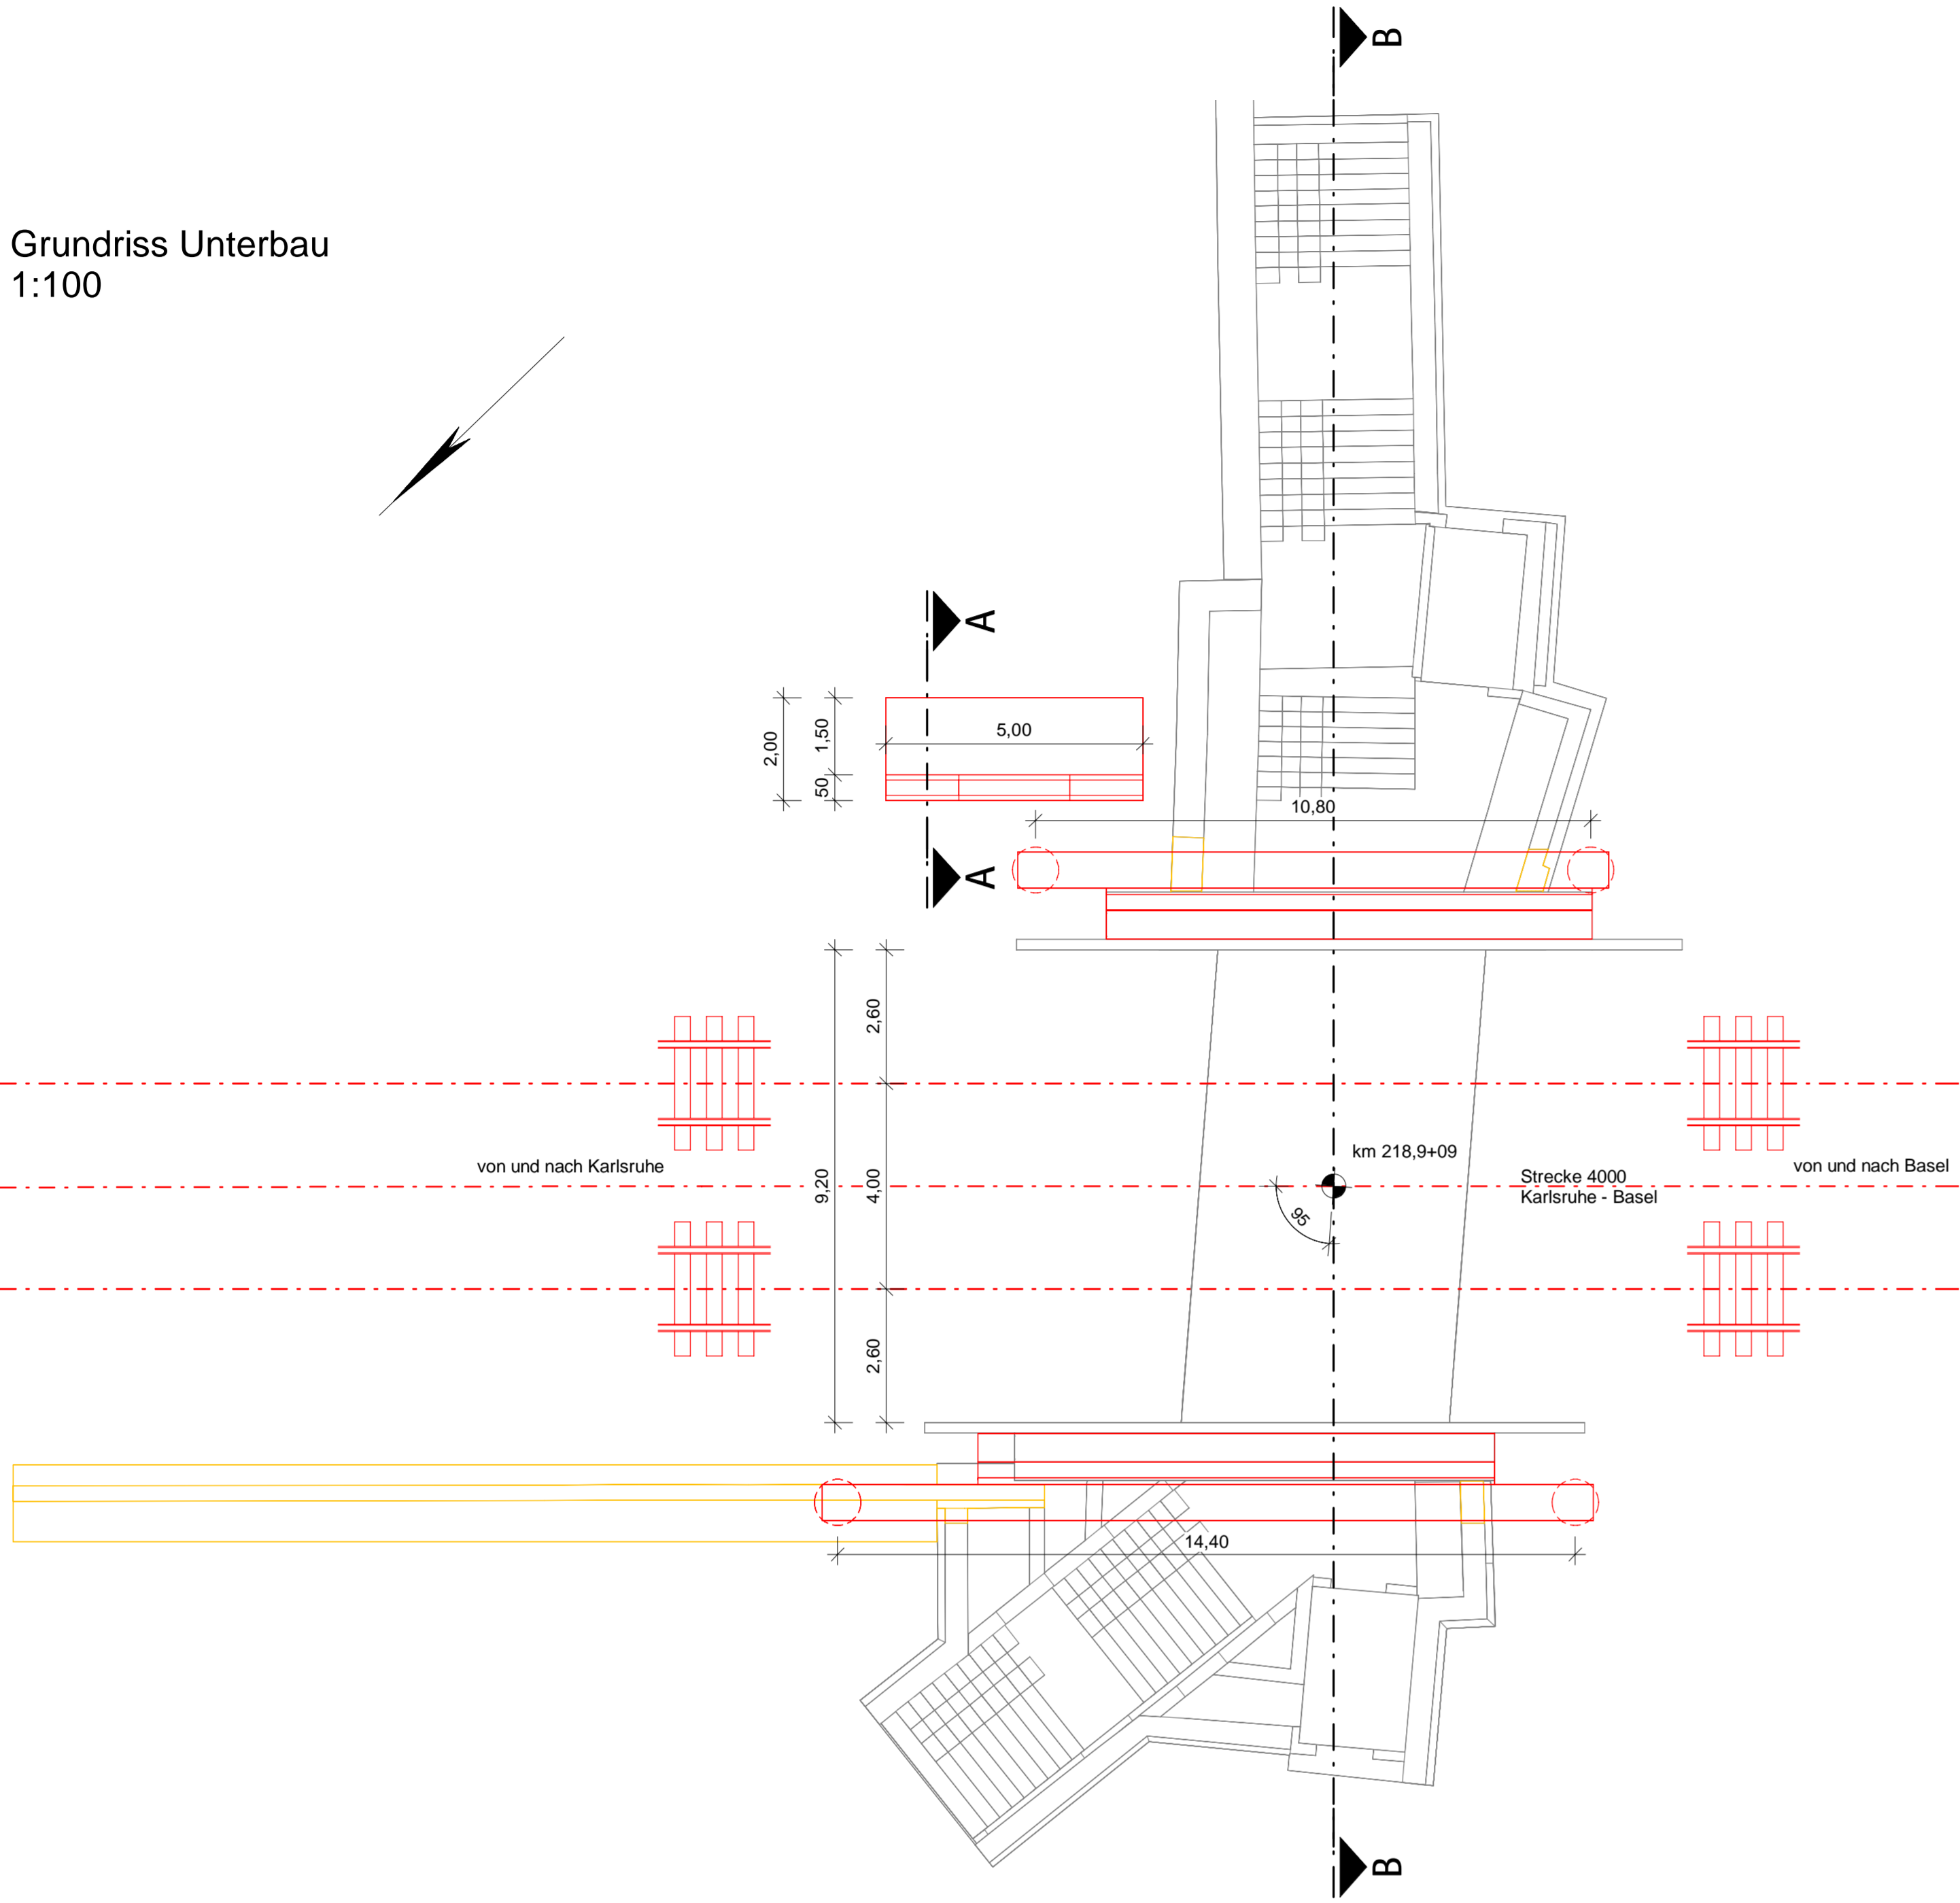 B
Grundriss Unterbau
1:100
A
2,00
1,50
5,00
50
10,80
A
2,60
km 218,9+09
von und nach Karlsruhe
9,20
4,00
Strecke 4000
Karlsruhe - Basel
von und nach Basel
95
2,60
14,40
B